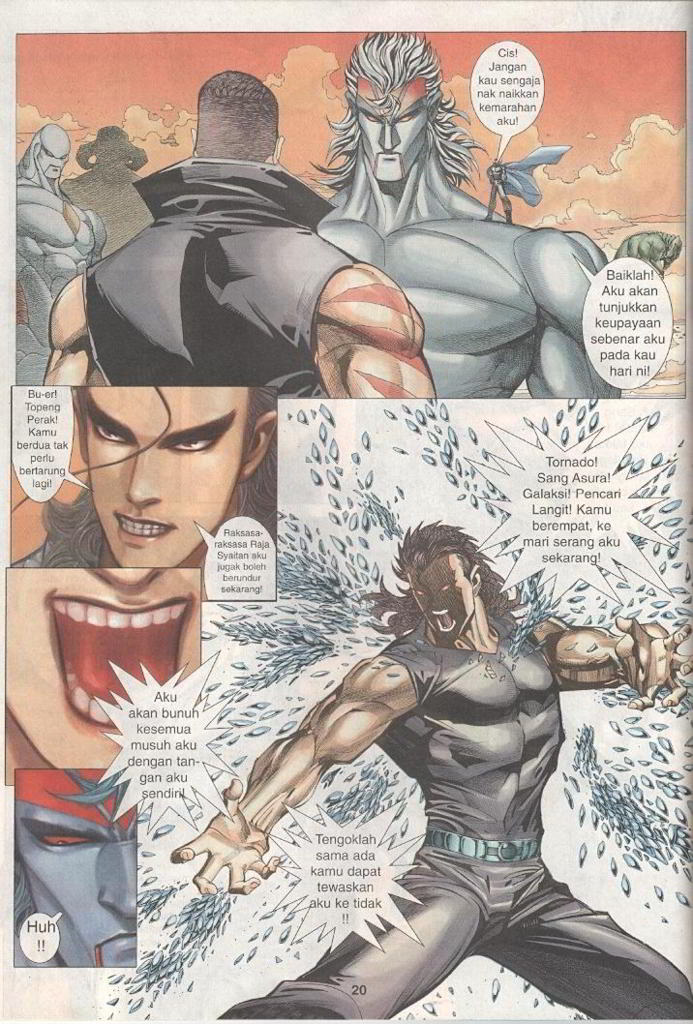 Cis!
Jangan
kau sengaja
nak naikkan
kemarahan
aku!
Baiklah!
Aku akan
tunjukkan
keupayaan
sebenar aku
pada kau
hari ni!
Bu-er!
Topeng
Perak!
Kamu
berdua tak
perlu
bertarung
lagi!
Raksasa-
raksasa Raja
Syaitan aku
jugak boleh
berundur
sekarang!
Tornado!
Sang Asura!
Galaksi! Pencari
Langit! Kamu
berempat, ke
mari serang aku
sekarang!
Aku
akan bunuh
kesemua
musuh aku
dengan tan-
gan aku
sendiri!
Tengoklah
sama ada
kamu dapat
tewaskan
aku ke tidak
!!
Huh
!!
20